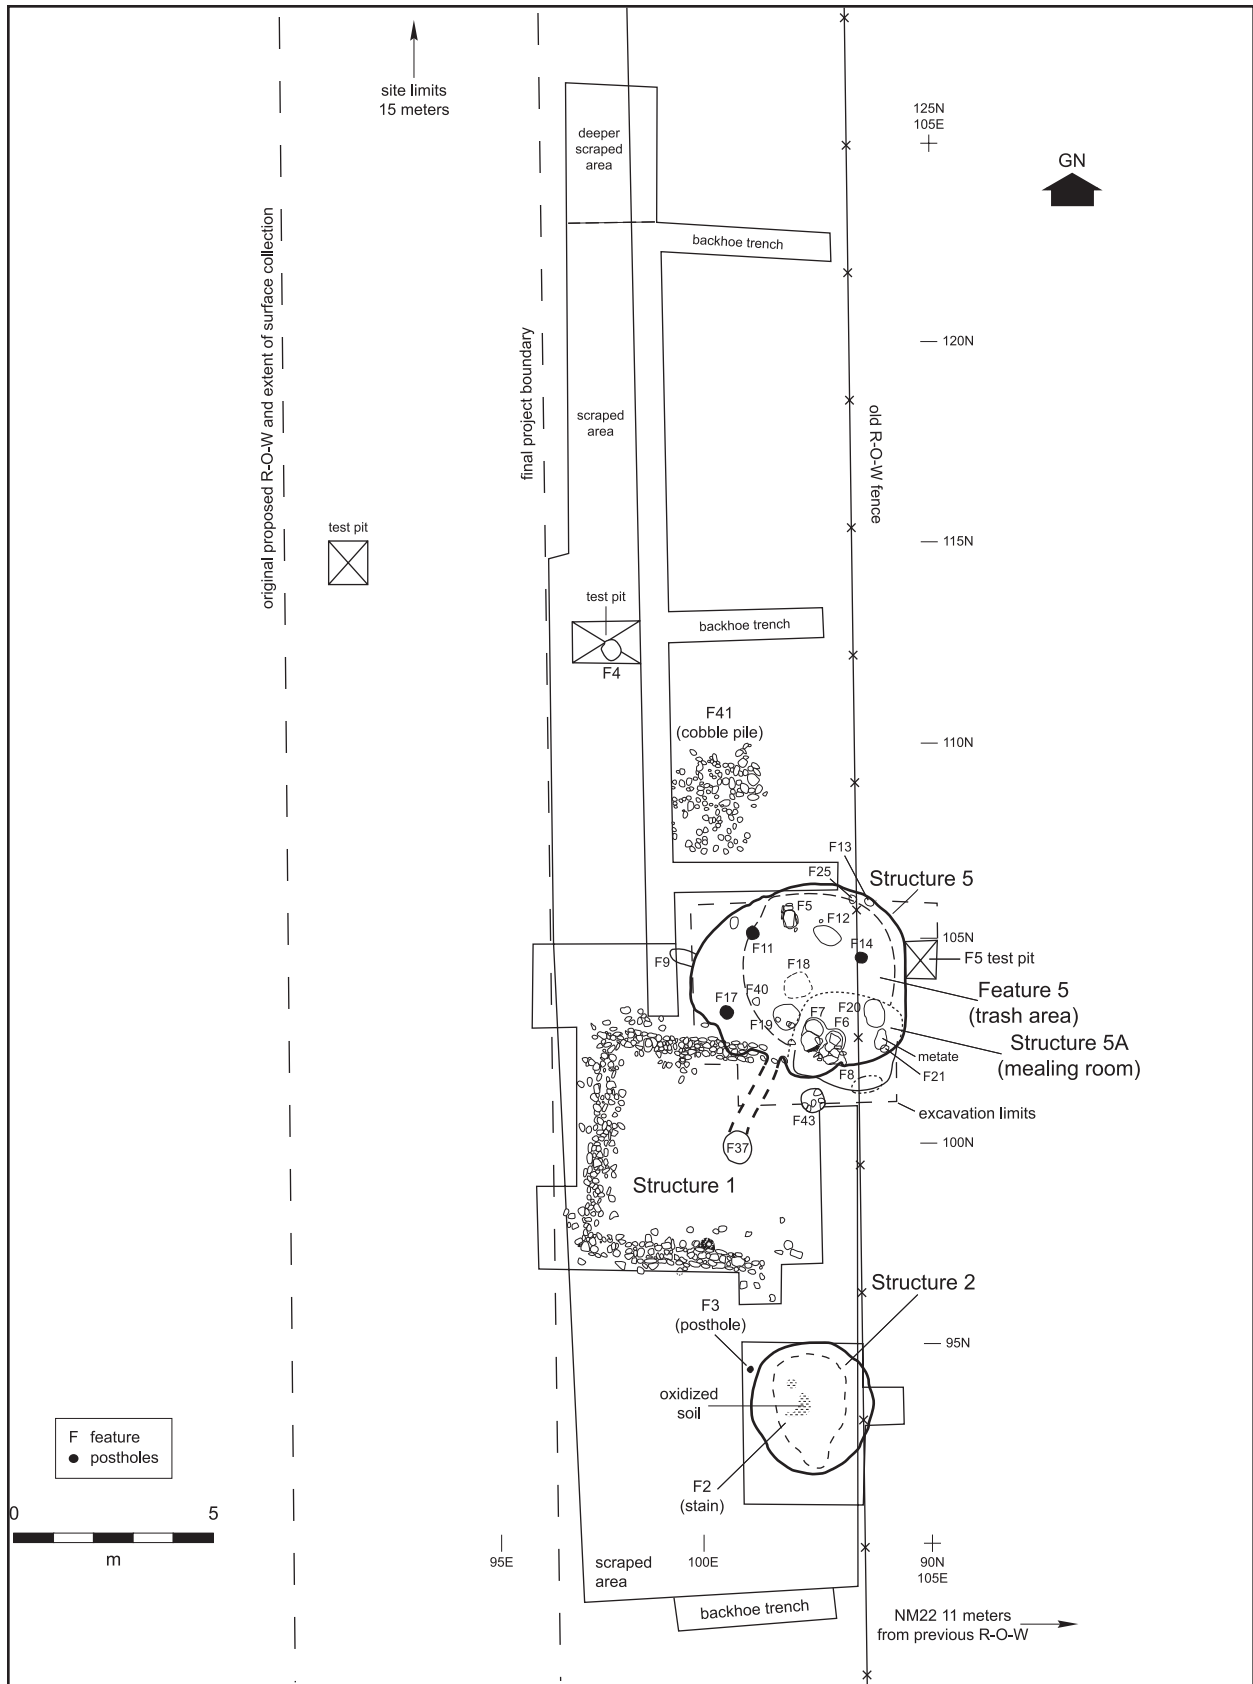 site limits
15 meters
125N
105E
deeper
scraped
area
GN
original proposed R-O-W and extent of surface collection
backhoe trench
final project boundary
120N
scraped
area
old R-O-W fence
test pit
115N
test pit
backhoe trench
F4
F41
(cobble pile)
110N
F13
F25
Structure 5
F5
F12
105N
F11
F14
F5 test pit
F9
F18
Feature 5
(trash area)
F40
F17
F20
F7
F19
F6
Structure 5A
(mealing room)
metate
F8
F21
excavation limits
F43
100N
F37
Structure 1
Structure 2
F3
(posthole)
95N
oxidized
soil
F feature
postholes
F2
(stain)
0 5
m
95E
100E
90N
105E
scraped
area
backhoe trench
NM22 11 meters
from previous R-O-W